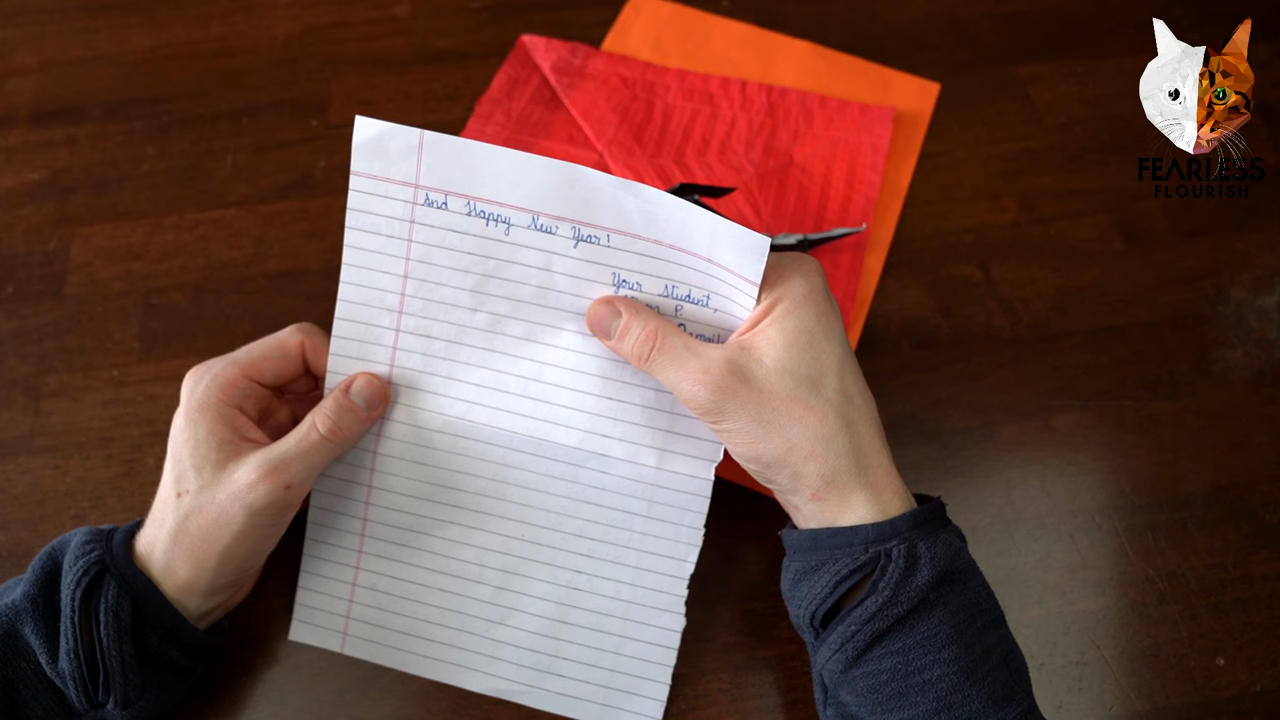 And Happy New Year!
Your Student,
P.
FEARLESS
FLOURISH